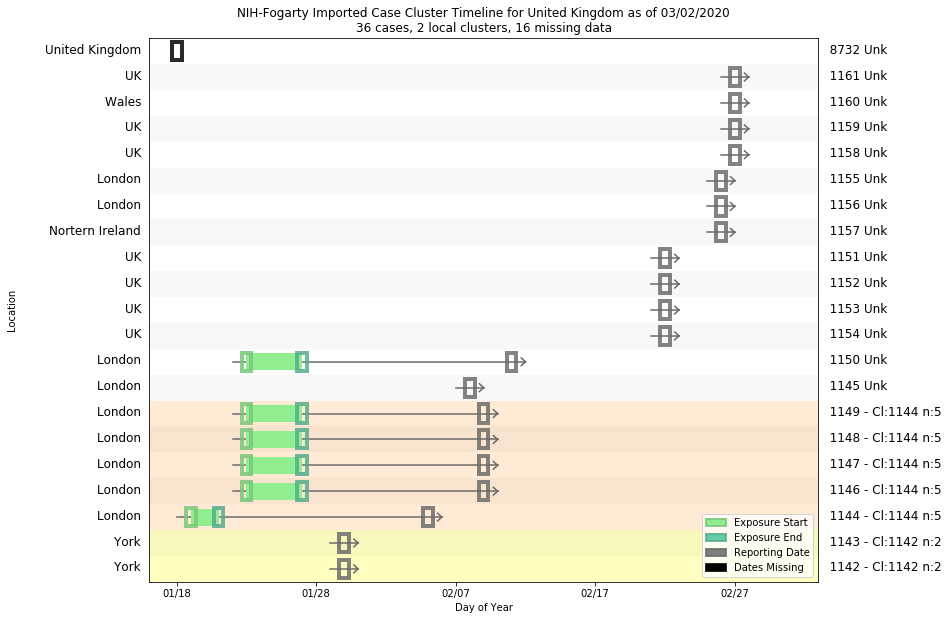 NIH-Fogarty Imported Case Cluster Timeline for United Kingdom as of 03/02/2020
36 cases, 2 local clusters, 16 missing data
United Kingdom 8732 Unk
UK 1161 Unk
Wales 1160 Unk
UK 1159 Unk
UK 1158 Unk
London 1155 Unk
London 1156 Unk
Nortern Ireland 1157 Unk
UK 1151 Unk
UK 1152 Unk
UK 1153 Unk
UK 1154 Unk
London 1150 Unk
London 1145 Unk
London 1149 - Cl:1144 n:5
London 1148 - Cl:1144 n:5
London 1147 - Cl:1144 n:5
London 1146 - Cl:1144 n:5
London 1144 - Cl:1144 n:5
York 1143 - Cl:1142 n:2
York 1142 - Cl:1142 n:2
Location
Exposure Start
Exposure End
Reporting Date
Dates Missing
01/18 01/28 02/07 02/17 02/27
Day of Year